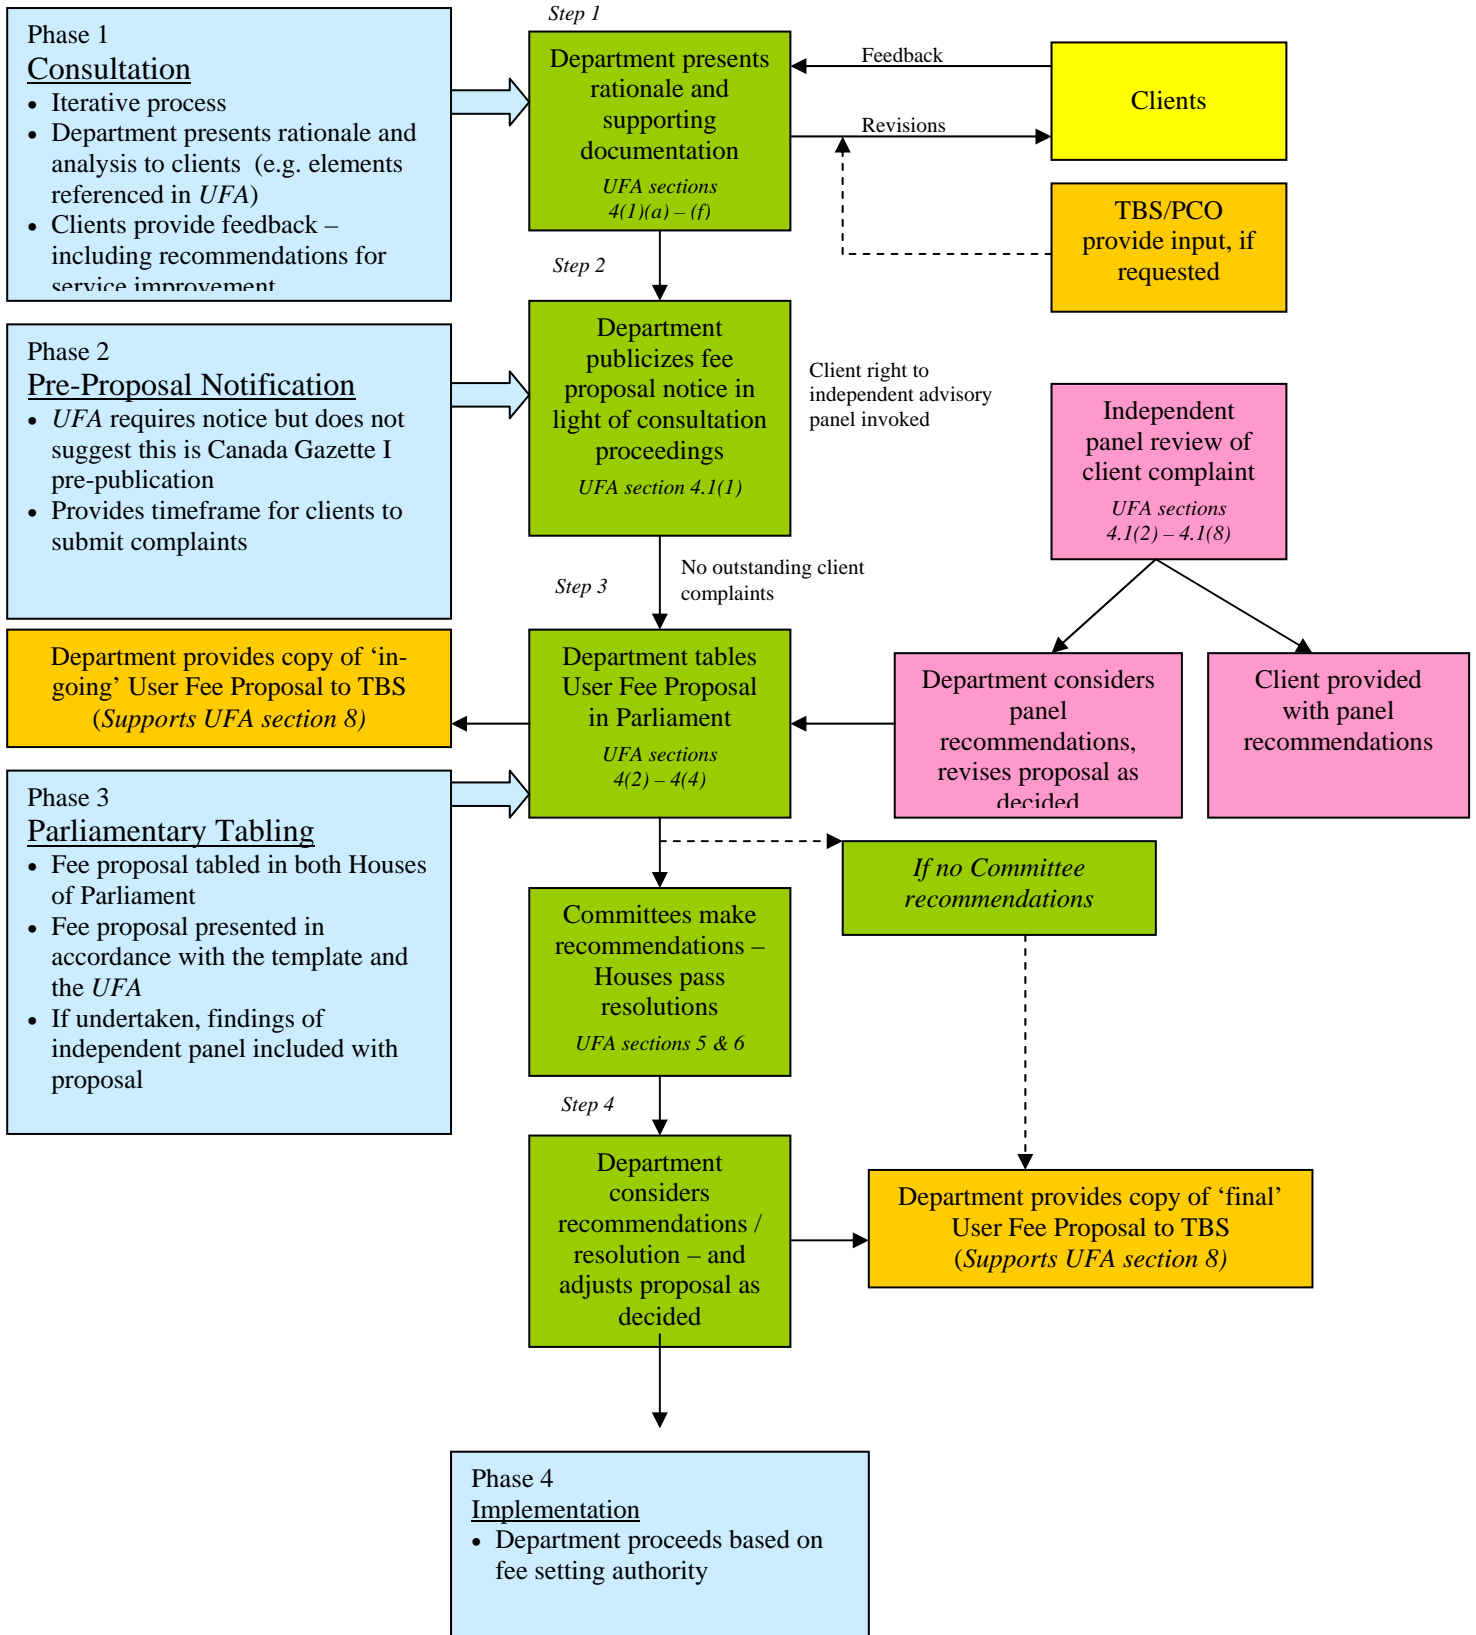 Step 1
Phase 1
Consultation
• Iterative process
• Department presents rationale and
analysis to clients (e.g. elements
referenced in UFA)
• Clients provide feedback –
including recommendations for
service improvement
Department presents
rationale and
supporting
documentation
UFA sections
4(1)(a) – (f)
Feedback
Revisions
Clients
TBS/PCO
provide input, if
requested
Step 2
Phase 2
Pre-Proposal Notification
• UFA requires notice but does not
suggest this is Canada Gazette I
pre-publication
• Provides timeframe for clients to
submit complaints
Department
publicizes fee
proposal notice in
light of consultation
proceedings
UFA section 4.1(1)
Client right to
independent advisory
panel invoked
Independent
panel review of
client complaint
UFA sections
4.1(2) – 4.1(8)
Step 3
No outstanding client
complaints
Department provides copy of ‘in-
going’ User Fee Proposal to TBS
(Supports UFA section 8)
Department tables
User Fee Proposal
in Parliament
UFA sections
4(2) – 4(4)
Department considers
panel
recommendations,
revises proposal as
decided
Client provided
with panel
recommendations
Phase 3
Parliamentary Tabling
• Fee proposal tabled in both Houses
of Parliament
• Fee proposal presented in
accordance with the template and
the UFA
• If undertaken, findings of
independent panel included with
proposal
If no Committee
recommendations
Committees make
recommendations –
Houses pass
resolutions
UFA sections 5 & 6
Step 4
Department
considers
recommendations /
resolution – and
adjusts proposal as
decided
Department provides copy of ‘final’
User Fee Proposal to TBS
(Supports UFA section 8)
Phase 4
Implementation
• Department proceeds based on
fee setting authority